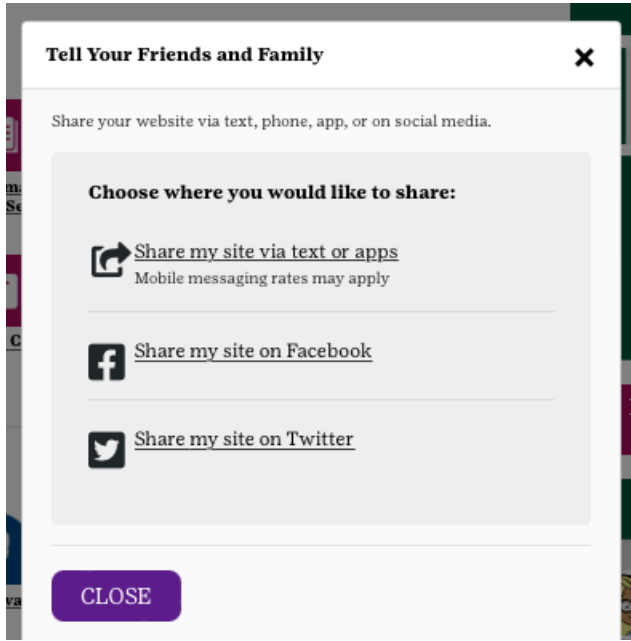 Tell Your Friends and Family
Share your website via text, phone, app, or on social media.
Choose where you would like to share:
Share my site via text or apps
Mobile messaging rates may apply
Share my site on Facebook
Share my site on Twitter
CLOSE